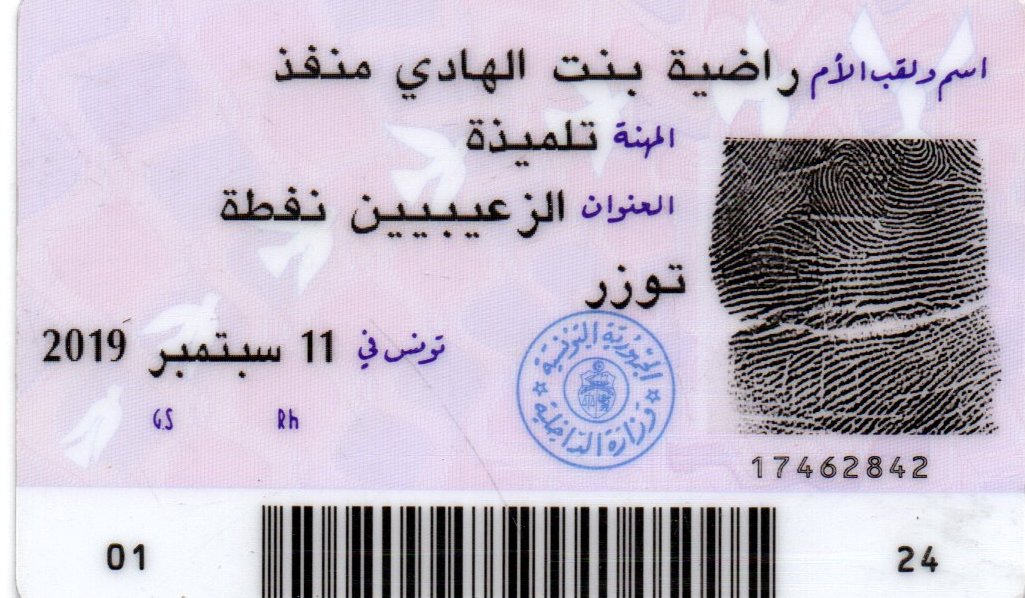 اسم ولقب الأم راضية بنت الهادي منفذ
المهنة تلميذة
العنوان الزعيبيين نفطة
توزر
تونس في 11 سبتمبر 2019
G.S Rh
الجمهورية التونسية
وزارة الداخلية
17462842
01 24